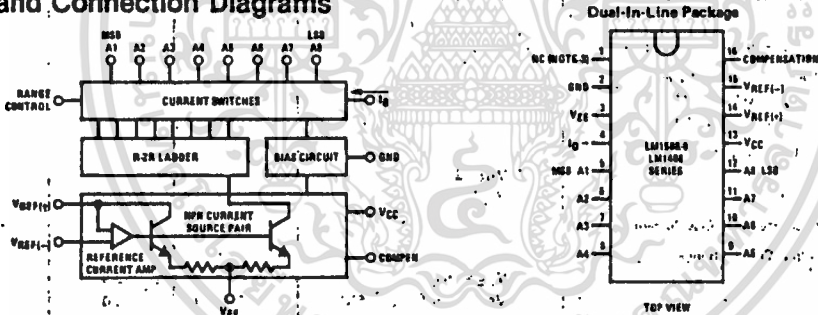 and Connection Diagrams
MSB
LSB
A1 A2 A3 A4 A5 A6 A7 A8
RANGE
CONTROL
CURRENT SWITCHES
I₀
R-2R LADDER
BIAS CIRCUIT
GND
VREF(+)
VREF(–)
NPN CURRENT
SOURCE PAIR
REFERENCE
CURRENT AMP
VCC
COMPEN
VEE
Dual-In-Line Package
NC (NOTE 3) 1
GND 2
VEE 3
I₀ 4
MSB A1 5
A2 6
A3 7
A4 8
LM1508-8
LM1408
SERIES
16 COMPENSATION
15 VREF(–)
14 VREF(+)
13 VCC
12 A8 LSB
11 A7
10 A6
9 A5
TOP VIEW